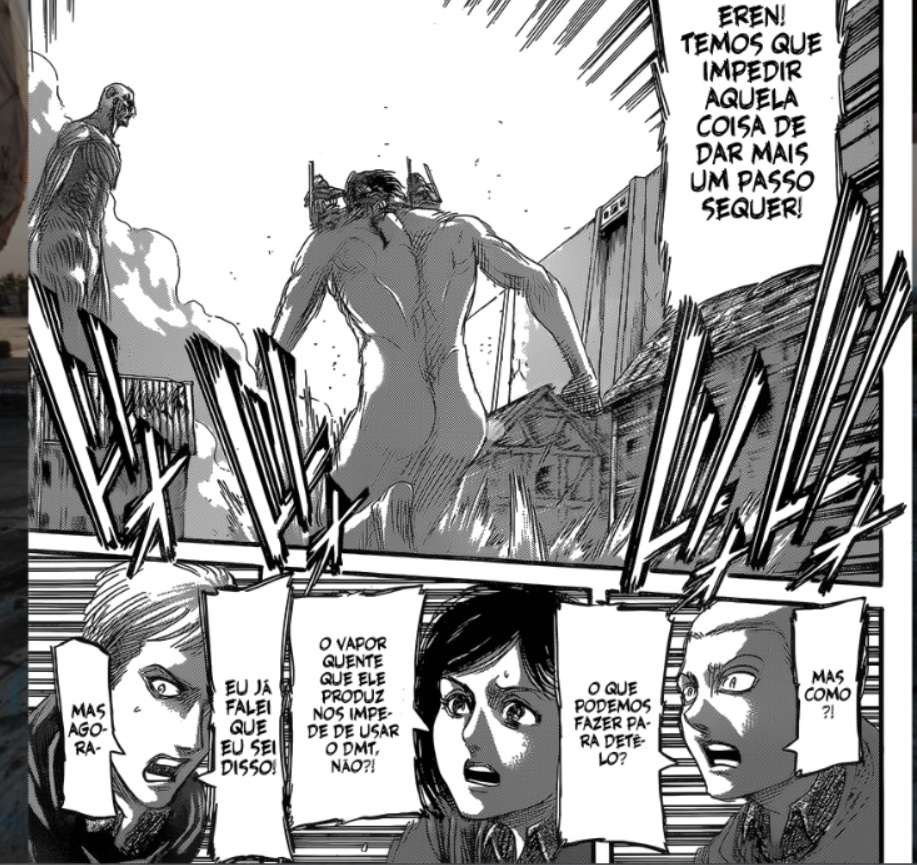 EREN!
TEMOS QUE
IMPEDIR
AQUELA
COISA DE
DAR MAIS
UM PASSO
SEQUER!
MAS
COMO
?!
O QUE
PODEMOS
FAZER PA-
RA DETÊ-
LO?
O VAPOR
QUENTE
QUE ELE
PRODUZ
NOS IMPE-
DE DE USAR
O DMT,
NÃO?!
EU JÁ
FALEI
QUE
EU SEI
DISSO!
MAS
AGO-
RA-